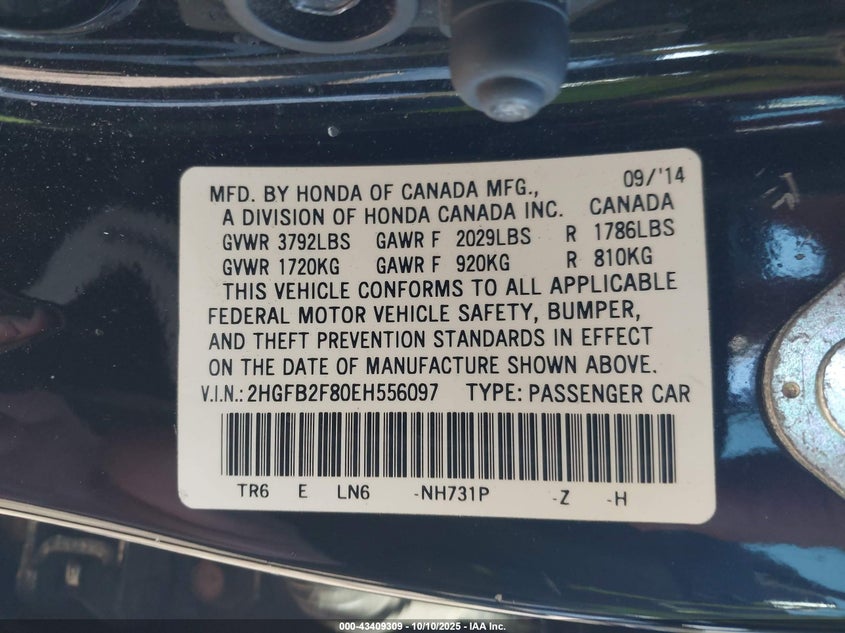 MFD. BY HONDA OF CANADA MFG., 09/'14
A DIVISION OF HONDA CANADA INC. CANADA
GVWR 3792LBS GAWR F 2029LBS R 1786LBS
GVWR 1720KG GAWR F 920KG R 810KG
THIS VEHICLE CONFORMS TO ALL APPLICABLE
FEDERAL MOTOR VEHICLE SAFETY, BUMPER,
AND THEFT PREVENTION STANDARDS IN EFFECT
ON THE DATE OF MANUFACTURE SHOWN ABOVE.
V.I.N.: 2HGFB2F80EH556097 TYPE: PASSENGER CAR
TR6 E LN6 -NH731P -Z -H
000-43409309 - 10/10/2025 - IAA Inc.